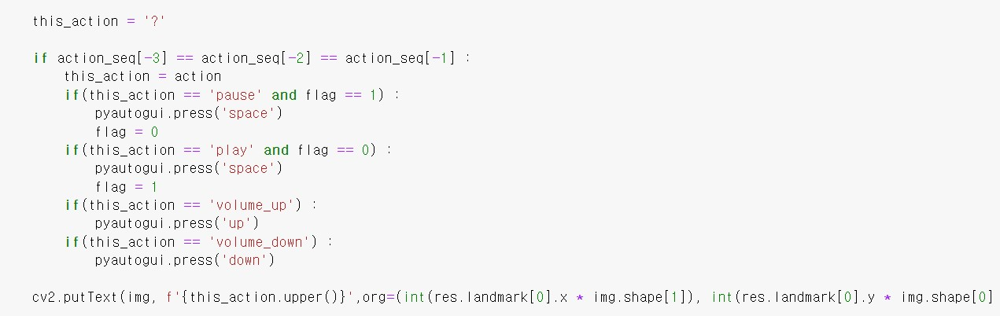 this_action = '?'
if action_seq[-3] == action_seq[-2] == action_seq[-1] :
this_action = action
if(this_action == 'pause' and flag == 1) :
pyautogui.press('space')
flag = 0
if(this_action == 'play' and flag == 0) :
pyautogui.press('space')
flag = 1
if(this_action == 'volume_up') :
pyautogui.press('up')
if(this_action == 'volume_down') :
pyautogui.press('down')
cv2.putText(img, f'{this_action.upper()}',org=(int(res.landmark[0].x * img.shape[1]), int(res.landmark[0].y * img.shape[0]